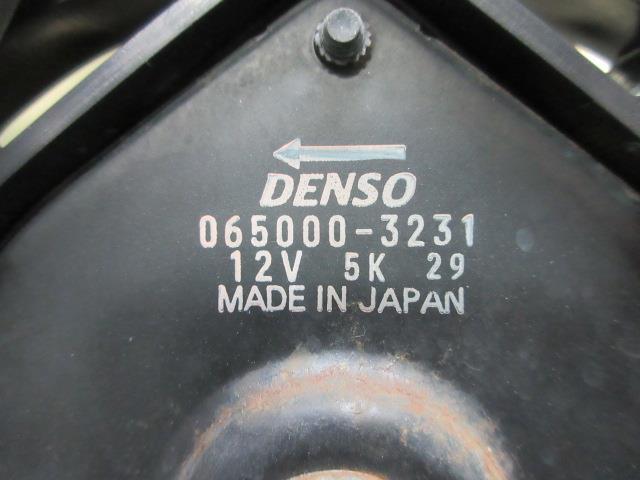 DENSO
065000-3231
12V 5K 29
MADE IN JAPAN